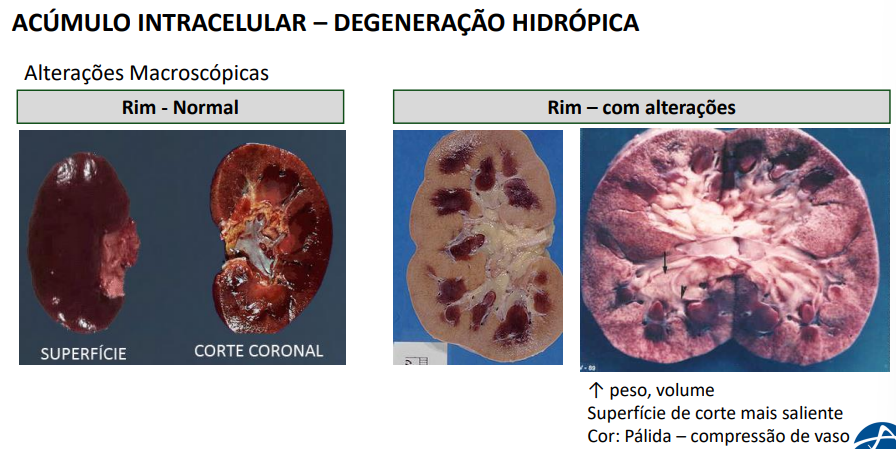 ACÚMULO INTRACELULAR – DEGENERAÇÃO HIDRÓPICA
Alterações Macroscópicas
Rim - Normal
Rim – com alterações
SUPERFÍCIE
CORTE CORONAL
↑ peso, volume
Superfície de corte mais saliente
Cor: Pálida – compressão de vaso